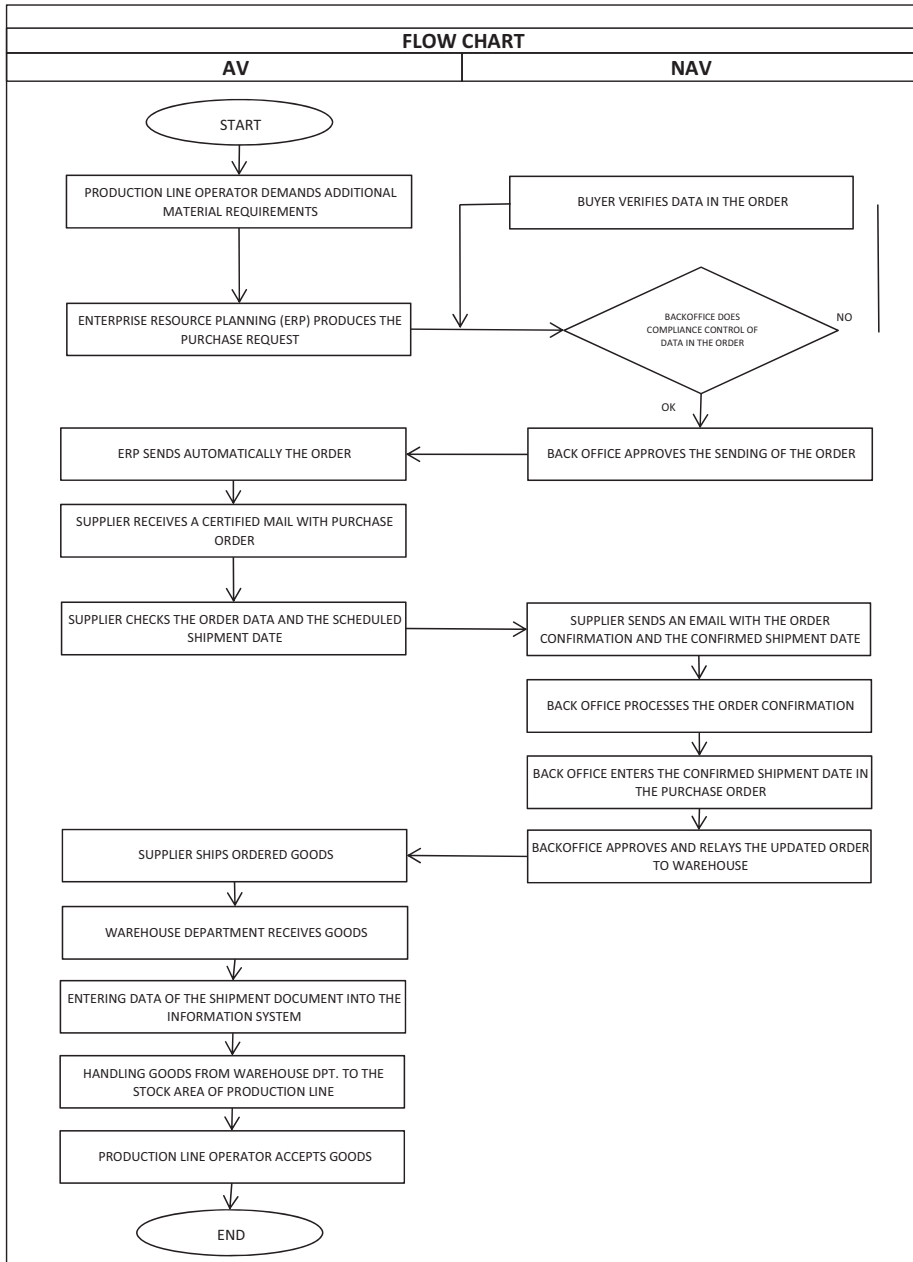 FLOW CHART
AV
NAV
START
PRODUCTION LINE OPERATOR DEMANDS ADDITIONAL
MATERIAL REQUIREMENTS
BUYER VERIFIES DATA IN THE ORDER
ENTERPRISE RESOURCE PLANNING (ERP) PRODUCES THE
PURCHASE REQUEST
BACKOFFICE DOES
COMPLIANCE CONTROL OF
DATA IN THE ORDER
NO
OK
ERP SENDS AUTOMATICALLY THE ORDER
BACK OFFICE APPROVES THE SENDING OF THE ORDER
SUPPLIER RECEIVES A CERTIFIED MAIL WITH PURCHASE
ORDER
SUPPLIER CHECKS THE ORDER DATA AND THE SCHEDULED
SHIPMENT DATE
SUPPLIER SENDS AN EMAIL WITH THE ORDER
CONFIRMATION AND THE CONFIRMED SHIPMENT DATE
BACK OFFICE PROCESSES THE ORDER CONFIRMATION
BACK OFFICE ENTERS THE CONFIRMED SHIPMENT DATE IN
THE PURCHASE ORDER
SUPPLIER SHIPS ORDERED GOODS
BACKOFFICE APPROVES AND RELAYS THE UPDATED ORDER
TO WAREHOUSE
WAREHOUSE DEPARTMENT RECEIVES GOODS
ENTERING DATA OF THE SHIPMENT DOCUMENT INTO THE
INFORMATION SYSTEM
HANDLING GOODS FROM WAREHOUSE DPT. TO THE
STOCK AREA OF PRODUCTION LINE
PRODUCTION LINE OPERATOR ACCEPTS GOODS
END